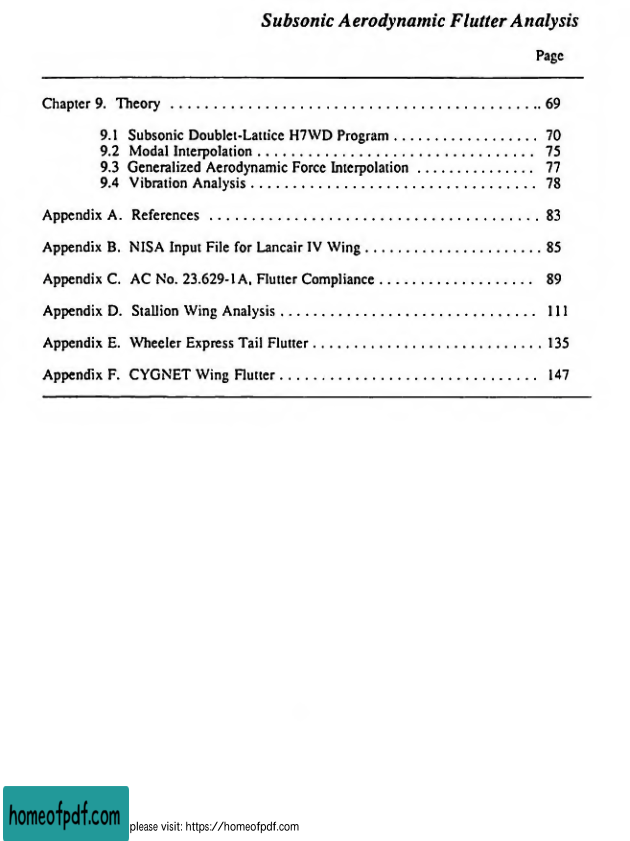 Subsonic Aerodynamic Flutter Analysis
Page
Chapter 9. Theory ............................................ 69
9.1 Subsonic Doublet-Lattice H7WD Program .................. 70
9.2 Modal Interpolation .................................. 75
9.3 Generalized Aerodynamic Force Interpolation ............... 77
9.4 Vibration Analysis ................................... 78
Appendix A. References ........................................ 83
Appendix B. NISA Input File for Lancair IV Wing ...................... 85
Appendix C. AC No. 23.629-1A, Flutter Compliance ................... 89
Appendix D. Stallion Wing Analysis ............................... 111
Appendix E. Wheeler Express Tail Flutter ............................ 135
Appendix F. CYGNET Wing Flutter ................................ 147
homeofpdf.com
please visit: https://homeofpdf.com